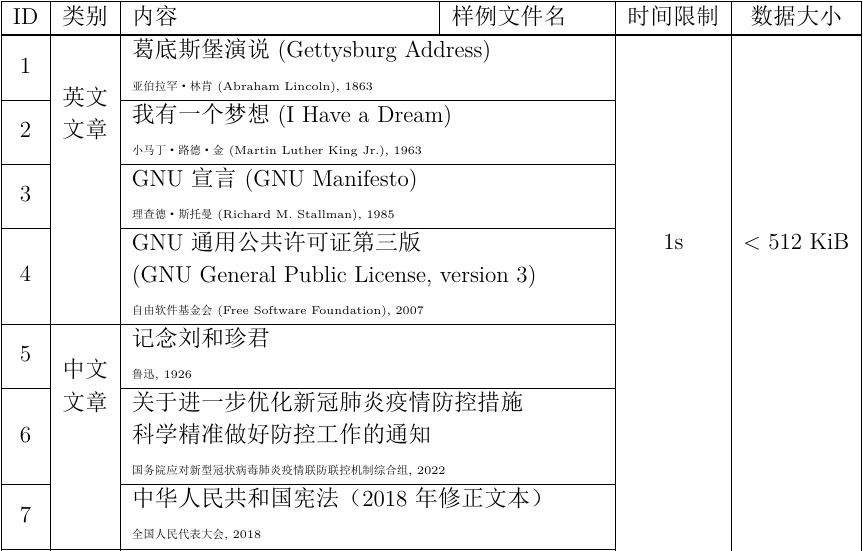 ID 类别 内容 样例文件名 时间限制 数据大小
1 英文文章 葛底斯堡演说 (Gettysburg Address)
亚伯拉罕·林肯 (Abraham Lincoln), 1863
2 我有一个梦想 (I Have a Dream)
小马丁·路德·金 (Martin Luther King Jr.), 1963
3 GNU 宣言 (GNU Manifesto)
理查德·斯托曼 (Richard M. Stallman), 1985
4 GNU 通用公共许可证第三版
(GNU General Public License, version 3)
自由软件基金会 (Free Software Foundation), 2007
1s < 512 KiB
5 中文文章 记念刘和珍君
鲁迅, 1926
6 关于进一步优化新冠肺炎疫情防控措施
科学精准做好防控工作的通知
国务院应对新型冠状病毒肺炎疫情联防联控机制综合组, 2022
7 中华人民共和国宪法（2018 年修正文本）
全国人民代表大会, 2018